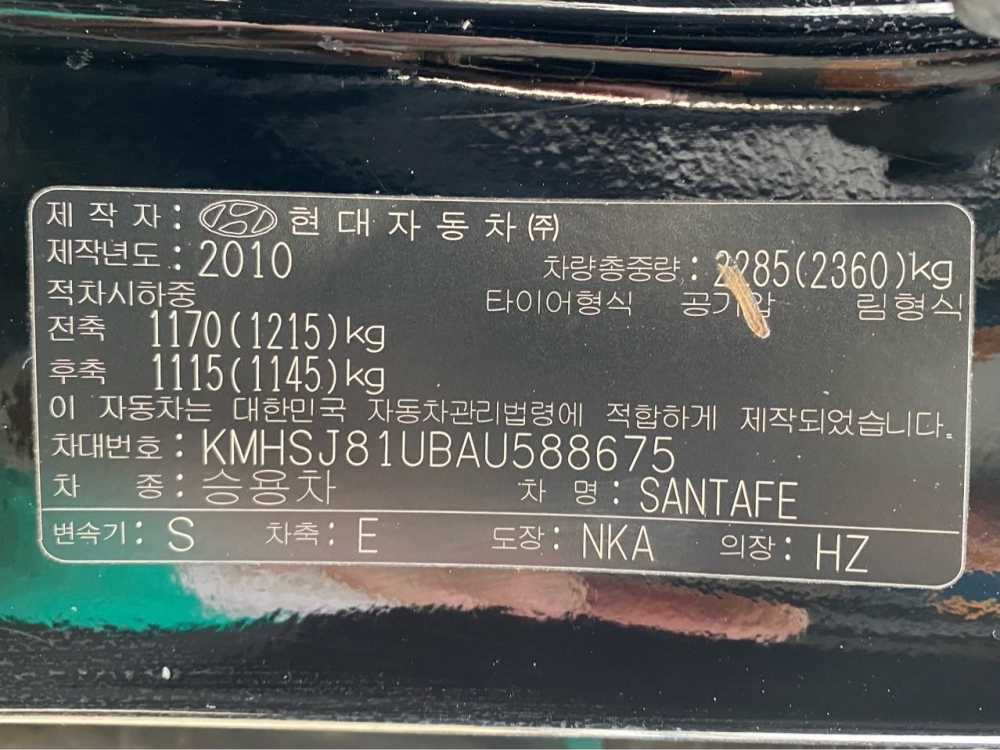 제 작 자 : 현 대 자 동 차 ㈜
제작년도 : 2010 차량총중량 : 2285(2360)kg
적차시하중 타이어형식 공기압 림형식
전축 1170(1215)kg
후축 1115(1145)kg
이 자동차는 대한민국 자동차관리법령에 적합하게 제작되었습니다.
차대번호 : KMHSJ81UBAU588675
차 종 : 승용차 차 명 : SANTAFE
변속기 : S 차축 : E 도장 : NKA 의장 : HZ